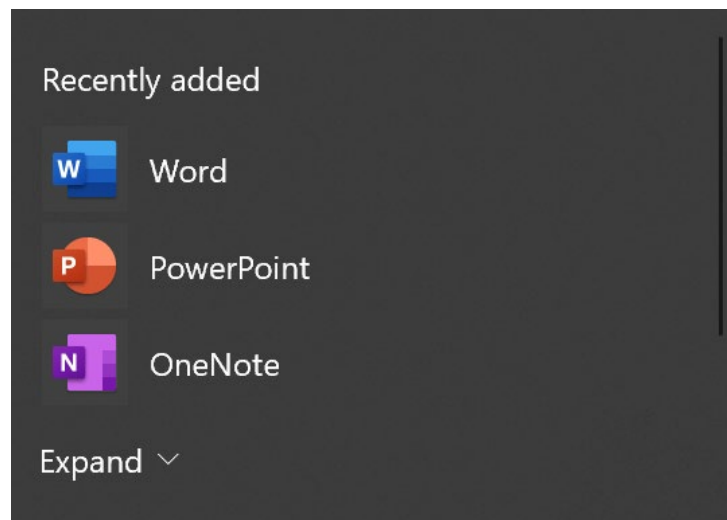 Recently added
W Word
P PowerPoint
N OneNote
Expand